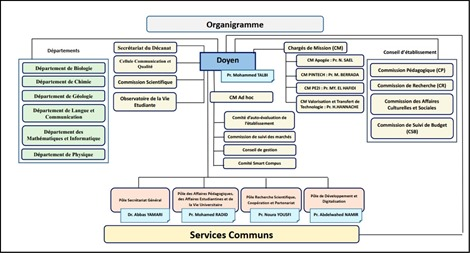 Organigramme
Départements
Département de Biologie
Département de Chimie
Département de Géologie
Département de Langue et
Communication
Département des
Mathématiques et Informatique
Département de Physique
Secrétariat du Décanat
Cellule Communication et
Qualité
Commission Scientifique
Observatoire de la Vie
Etudiante
Doyen
Pr. Mohammed TALBI
CM Ad hoc
Comité d'auto-évaluation de
l'établissement
Commission de suivi des marchés
Conseil de gestion
Comité Smart Compus
Chargés de Mission (CM)
CM Apogée : Pr. N. SAEL
CM PINTECH : Pr. M. BERRADA
CM PEZI : Pr. MY. EL HAFIDI
CM Valorisation et Transfert de
Technologie : Pr. H. HANNACHE
Conseil d'établissement
Commission Pédagogique (CP)
Commission de Recherche (CR)
Commission des Affaires
Culturelles et Sociales
Commission de Suivi de Budget
(CSB)
Pôle Secrétariat Général
Dr. Abbas YAMANI
Pôle des Affaires Pédagogiques,
des Affaires Estudiantines et de
la Vie Universitaire
Pr. Mohamed RADID
Pôle Recherche Scientifique,
Coopération et Partenariat
Pr. Noura YOUSFI
Pôle de Développement et
Digitalisation
Pr. Abdelwahed NAMIR
Services Communs